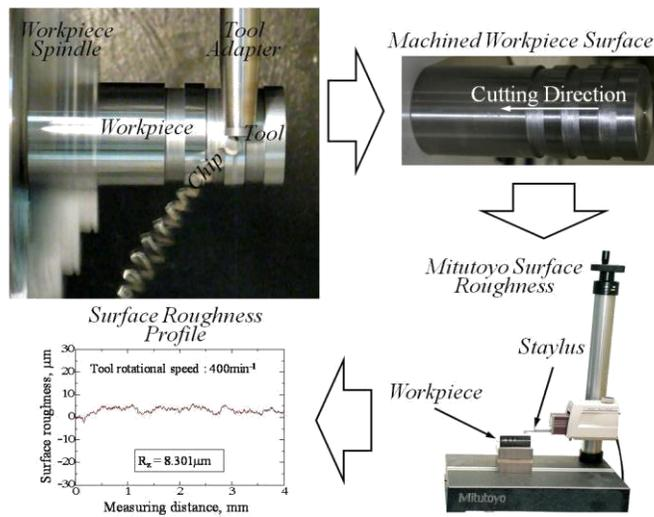 Workpiece
Spindle
Tool
Adapter
Workpiece
Tool
Chip
Machined Workpiece Surface
Cutting Direction
Mitutoyo Surface
Roughness
Staylus
Workpiece
Mitutoyo
Surface Roughness
Profile
Surface roughness, μm
30
20
10
0
-10
-20
-30
Tool rotational speed : 400min⁻¹
Rz = 8.301μm
0 1 2 3 4
Measuring distance, mm